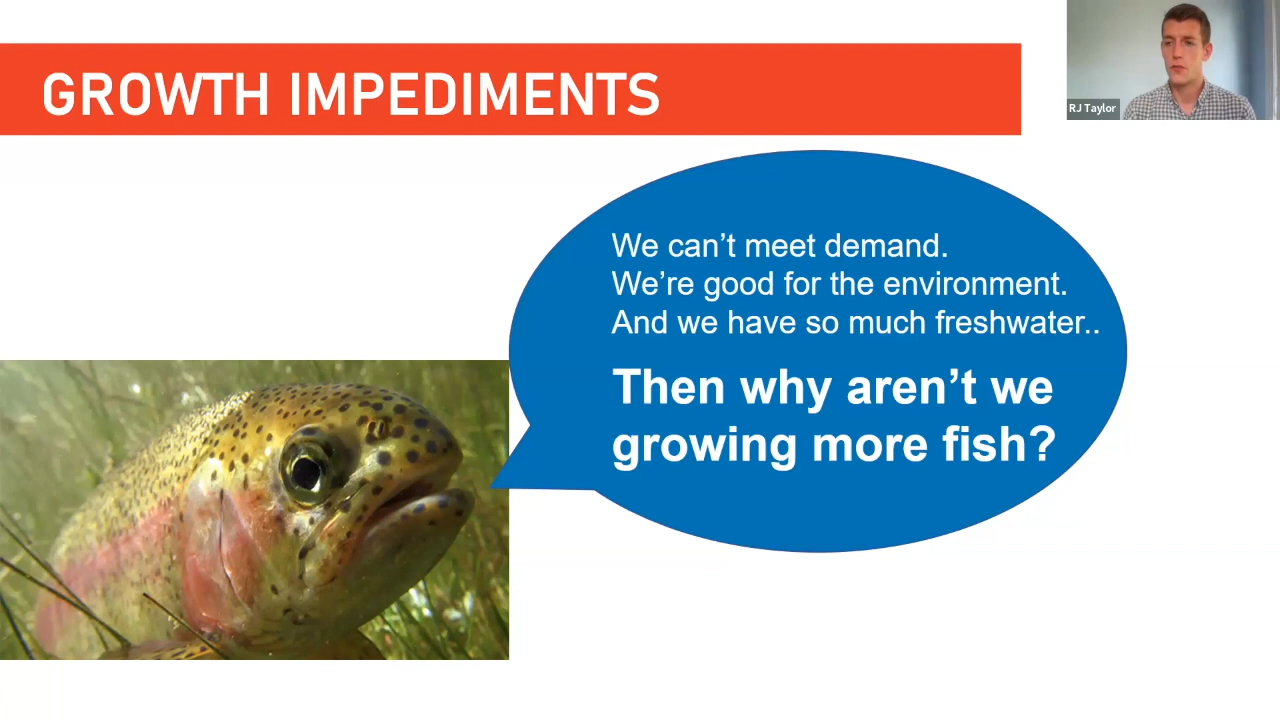 GROWTH IMPEDIMENTS
RJ Taylor
We can’t meet demand.
We’re good for the environment.
And we have so much freshwater..
Then why aren’t we
growing more fish?